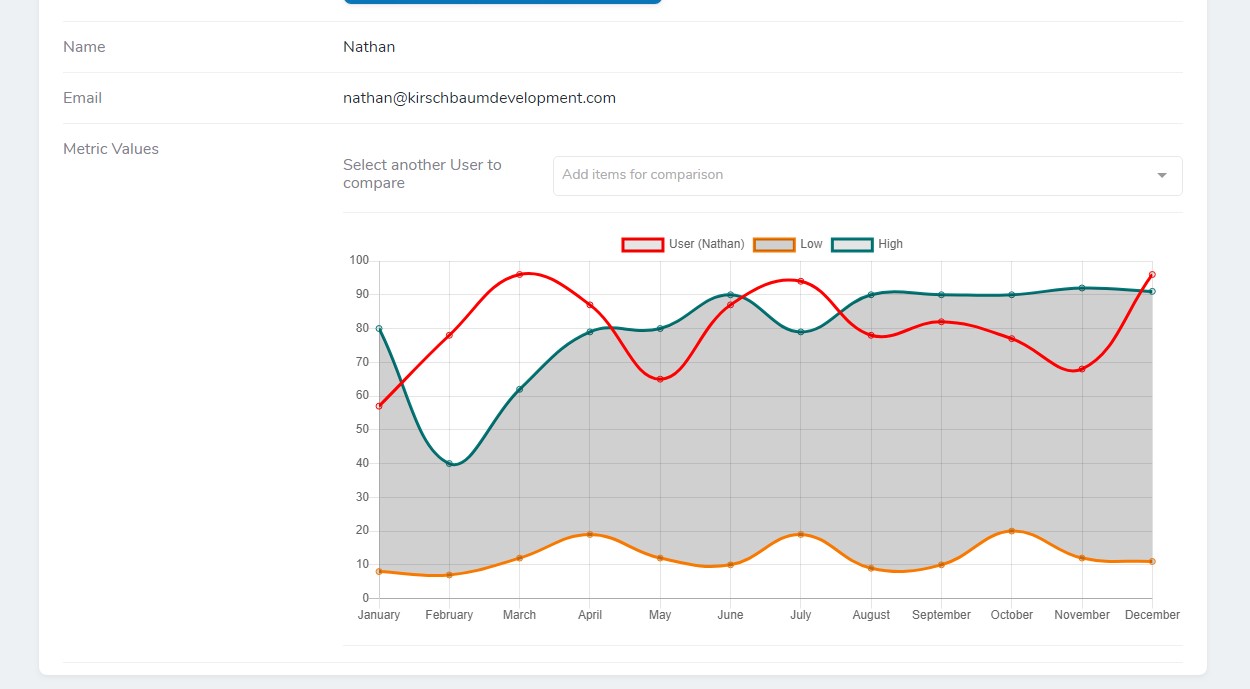 Name Nathan
Email nathan@kirschbaumdevelopment.com
Metric Values
Select another User to
compare
Add items for comparison
User (Nathan) Low High
100
90
80
70
60
50
40
30
20
10
0
January February March April May June July August September October November December